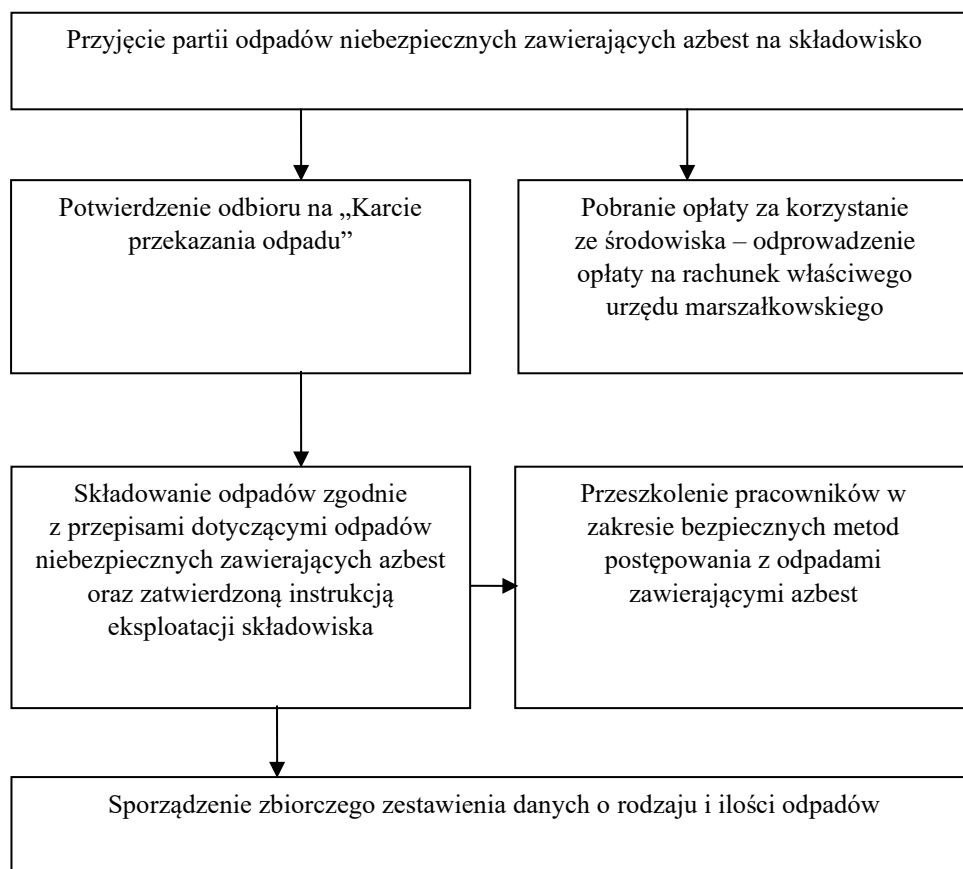 Przyjęcie partii odpadów niebezpiecznych zawierających azbest na składowisko
Potwierdzenie odbioru na „Karcie
przekazania odpadu”
Pobranie opłaty za korzystanie
ze środowiska – odprowadzenie
opłaty na rachunek właściwego
urzędu marszałkowskiego
Składowanie odpadów zgodnie
z przepisami dotyczącymi odpadów
niebezpiecznych zawierających azbest
oraz zatwierdzoną instrukcją
eksploatacji składowiska
Przeszkolenie pracowników w
zakresie bezpiecznych metod
postępowania z odpadami
zawierającymi azbest
Sporządzenie zbiorczego zestawienia danych o rodzaju i ilości odpadów